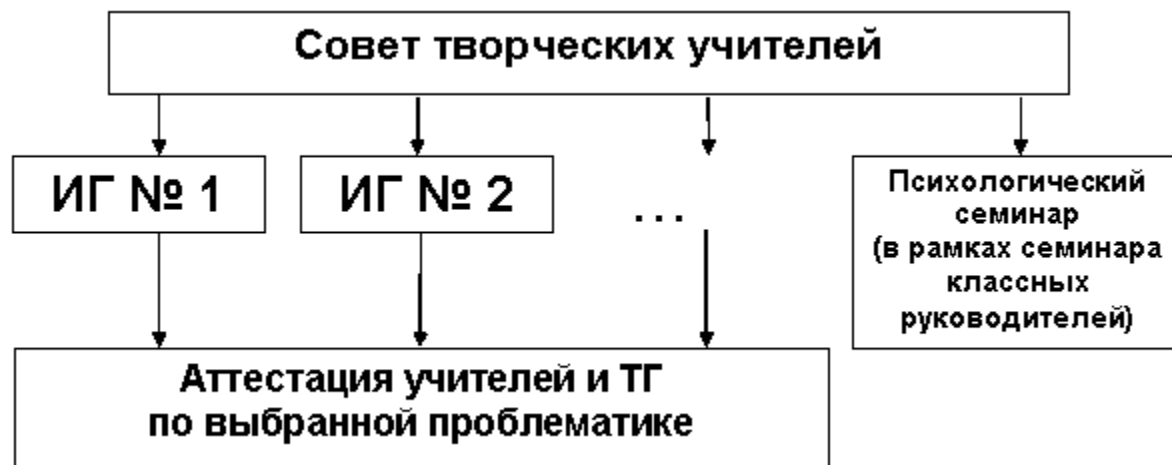 Совет творческих учителей
ИГ № 1
ИГ № 2
...
Психологический
семинар
(в рамках семинара
классных
руководителей)
Аттестация учителей и ТГ
по выбранной проблематике